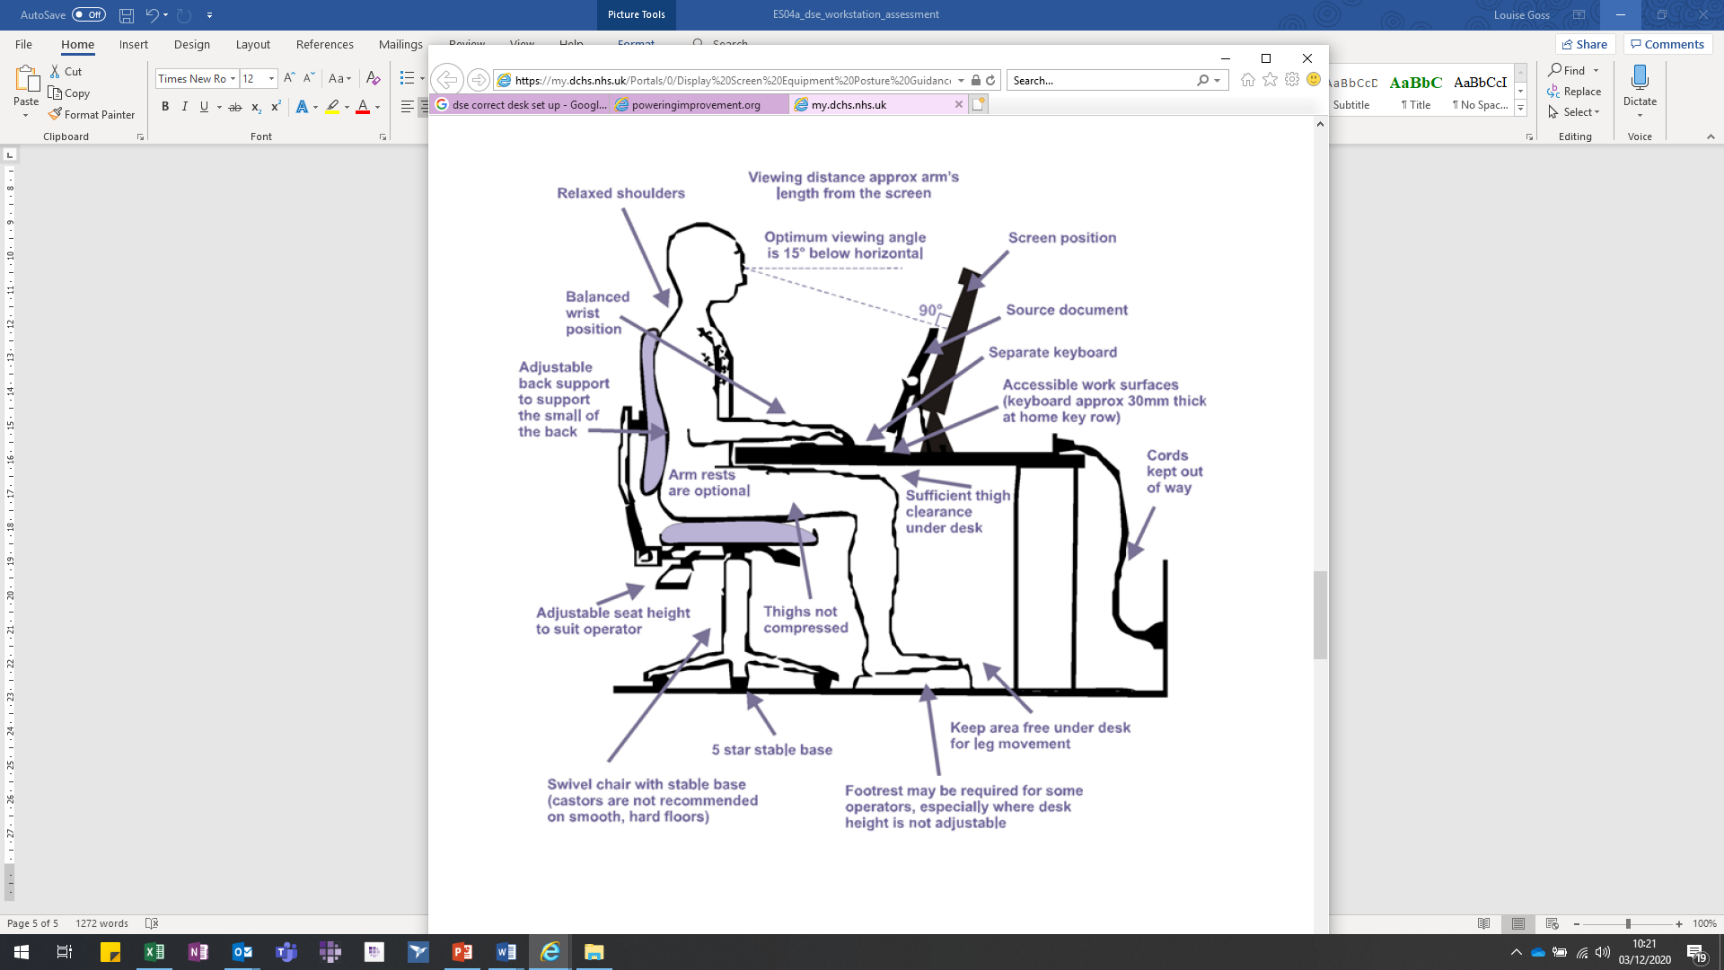 AutoSave Off
Picture Tools
ES04a_dse_workstation_assessment
Louise Goss
File Home Insert Design Layout References Mailings Review View Help Format Search
Share Comments
Paste
Cut
Copy
Format Painter
Clipboard
Times New Ro 12
Font
Subtitle
AaBbC
¶ Title
AaBbCcI
¶ No Spac...
Find
Replace
Select
Editing
Dictate
Voice
https://my.dchs.nhs.uk/Portals/0/Display%20Screen%20Equipment%20Posture%20Guidanc
Search...
dse correct desk set up - Googl...
poweringimprovement.org
my.dchs.nhs.uk
Relaxed shoulders
Viewing distance approx arm's
length from the screen
Optimum viewing angle
is 15° below horizontal
Screen position
Balanced
wrist
position
90°
Source document
Separate keyboard
Adjustable
back support
to support
the small of
the back
Accessible work surfaces
(keyboard approx 30mm thick
at home key row)
Cords
kept out
of way
Arm rests
are optional
Sufficient thigh
clearance
under desk
Adjustable seat height
to suit operator
Thighs not
compressed
Keep area free under desk
for leg movement
5 star stable base
Swivel chair with stable base
(castors are not recommended
on smooth, hard floors)
Footrest may be required for some
operators, especially where desk
height is not adjustable
Page 5 of 5 1272 words
100%
10:21
03/12/2020
19